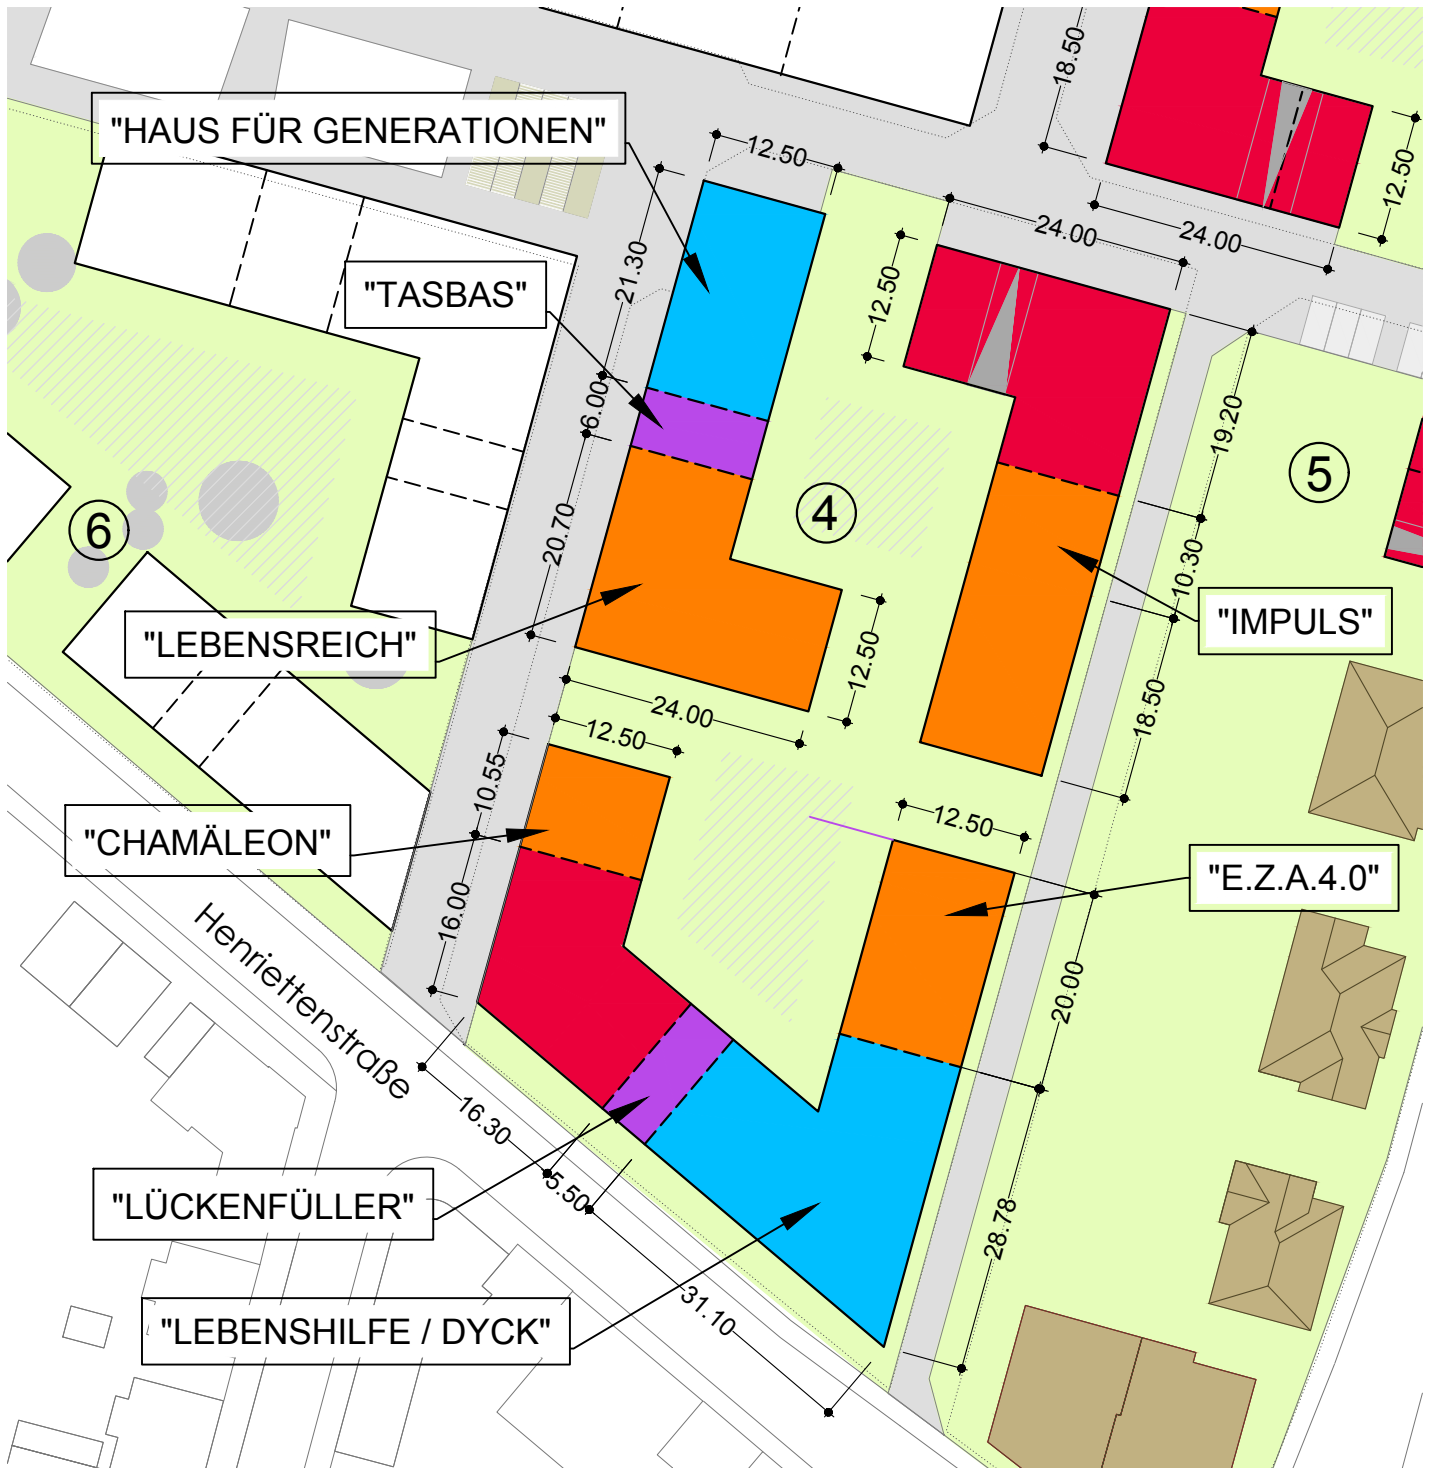 18.50
"HAUS FÜR GENERATIONEN"
12.50
12.50
24.00
24.00
21.30
12.50
"TASBAS"
6.00
19.20
5
4
6
20.70
10.30
"IMPULS"
"LEBENSREICH"
12.50
24.00
18.50
12.50
10.55
12.50
"CHAMÄLEON"
"E.Z.A.4.0"
16.00
Henriettenstraße
20.00
16.30
5.50
"LÜCKENFÜLLER"
28.78
31.10
"LEBENSHILFE / DYCK"